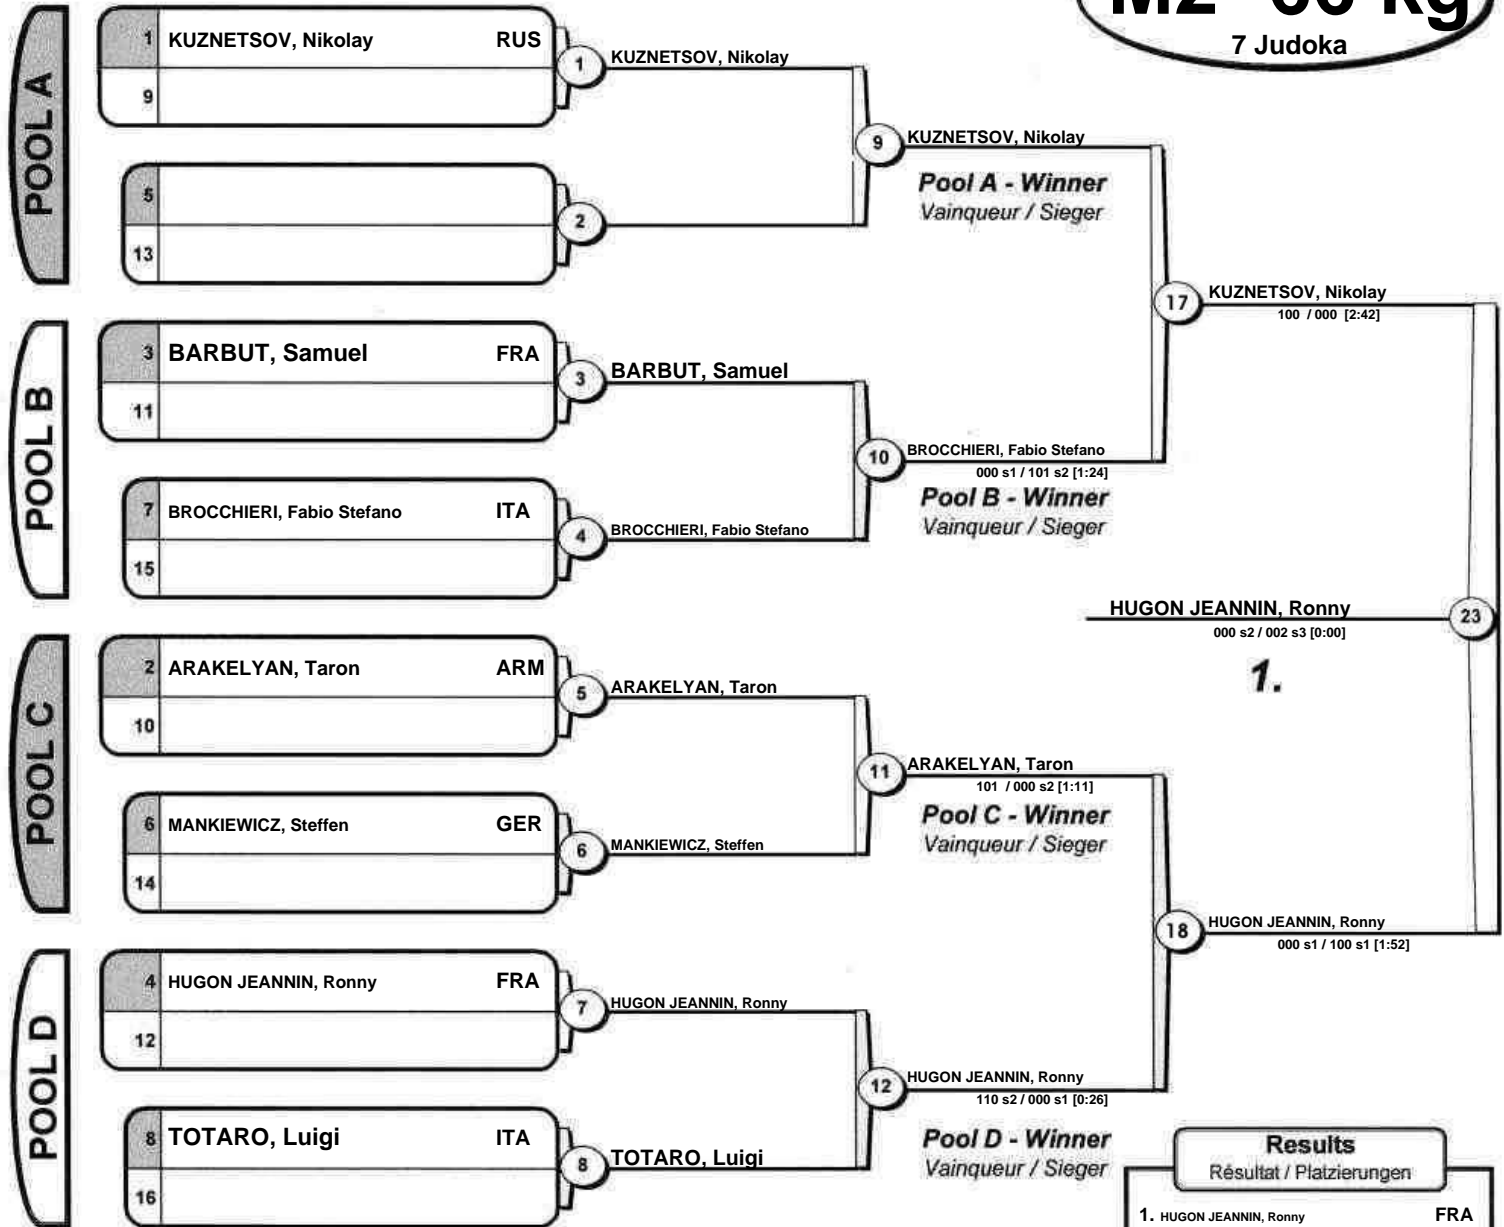 M2 -66 kg
7 Judoka
POOL A
1 KUZNETSOV, Nikolay RUS
9
1 KUZNETSOV, Nikolay
5
13
2
9 KUZNETSOV, Nikolay
Pool A - Winner
Vainqueur / Sieger
17 KUZNETSOV, Nikolay
100 / 000 [2:42]
POOL B
3 BARBUT, Samuel FRA
11
3 BARBUT, Samuel
7 BROCCHIERI, Fabio Stefano ITA
15
4 BROCCHIERI, Fabio Stefano
10 BROCCHIERI, Fabio Stefano
000 s1 / 101 s2 [1:24]
Pool B - Winner
Vainqueur / Sieger
HUGON JEANNIN, Ronny 23
000 s2 / 002 s3 [0:00]
1.
POOL C
2 ARAKELYAN, Taron ARM
10
5 ARAKELYAN, Taron
6 MANKIEWICZ, Steffen GER
14
6 MANKIEWICZ, Steffen
11 ARAKELYAN, Taron
101 / 000 s2 [1:11]
Pool C - Winner
Vainqueur / Sieger
18 HUGON JEANNIN, Ronny
000 s1 / 100 s1 [1:52]
POOL D
4 HUGON JEANNIN, Ronny FRA
12
7 HUGON JEANNIN, Ronny
8 TOTARO, Luigi ITA
16
8 TOTARO, Luigi
12 HUGON JEANNIN, Ronny
110 s2 / 000 s1 [0:26]
Pool D - Winner
Vainqueur / Sieger
Results
Résultat / Platzierungen
1. HUGON JEANNIN, Ronny FRA